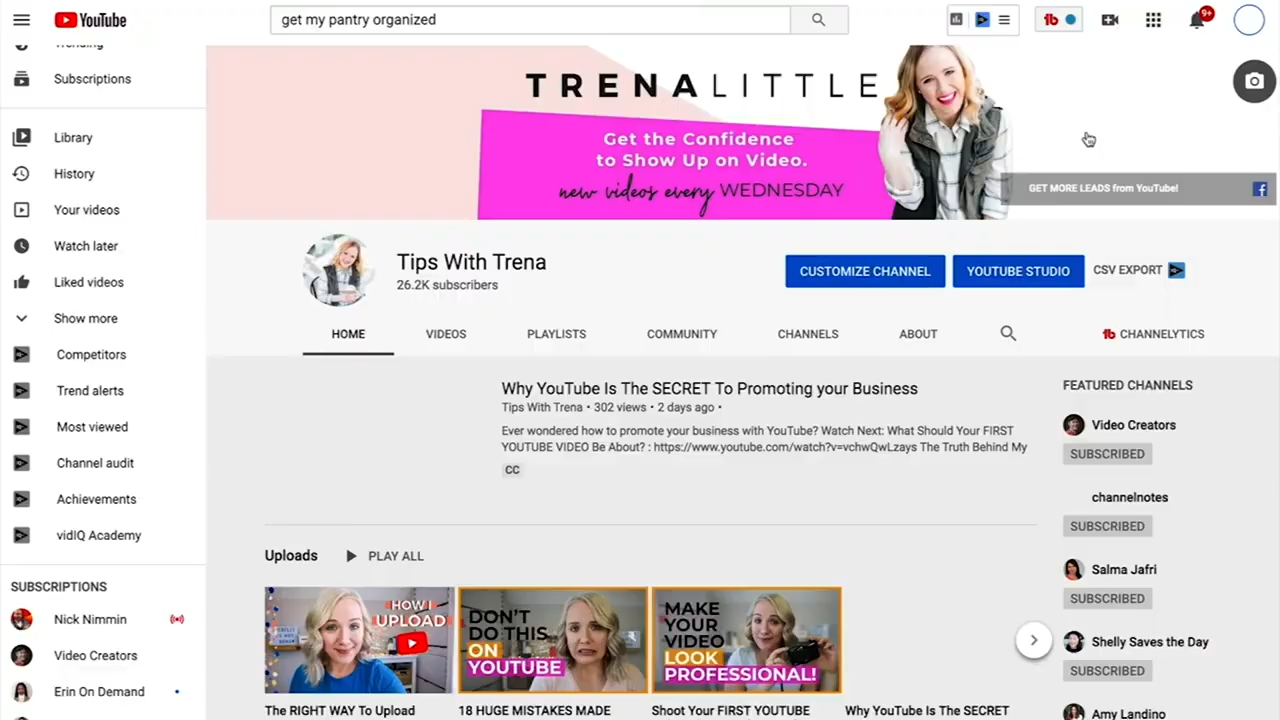 YouTube
get my pantry organized
9+
Trending
Subscriptions
Library
History
Your videos
Watch later
Liked videos
Show more
Competitors
Trend alerts
Most viewed
Channel audit
Achievements
vidIQ Academy
SUBSCRIPTIONS
Nick Nimmin
Video Creators
Erin On Demand
TRENALITTLE
Get the Confidence
to Show Up on Video.
new videos every WEDNESDAY
GET MORE LEADS from YouTube!
Tips With Trena
26.2K subscribers
CUSTOMIZE CHANNEL
YOUTUBE STUDIO
CSV EXPORT
HOME
VIDEOS
PLAYLISTS
COMMUNITY
CHANNELS
ABOUT
tb CHANNELYTICS
Why YouTube Is The SECRET To Promoting your Business
Tips With Trena • 302 views • 2 days ago •
Ever wondered how to promote your business with YouTube? Watch Next: What Should Your FIRST
YOUTUBE VIDEO Be About? : https://www.youtube.com/watch?v=vchwQwLzays The Truth Behind My
CC
FEATURED CHANNELS
Video Creators
SUBSCRIBED
channelnotes
SUBSCRIBED
Salma Jafri
SUBSCRIBED
Shelly Saves the Day
SUBSCRIBED
Amy Landino
Uploads
PLAY ALL
HOW I
UPLOAD
DON'T
DO THIS
ON
YOUTUBE
MAKE
YOUR
VIDEO
LOOK
PROFESSIONAL!
The RIGHT WAY To Upload
18 HUGE MISTAKES MADE
Shoot Your FIRST YOUTUBE
Why YouTube Is The SECRET